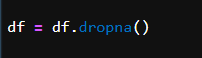 df = df.dropna()